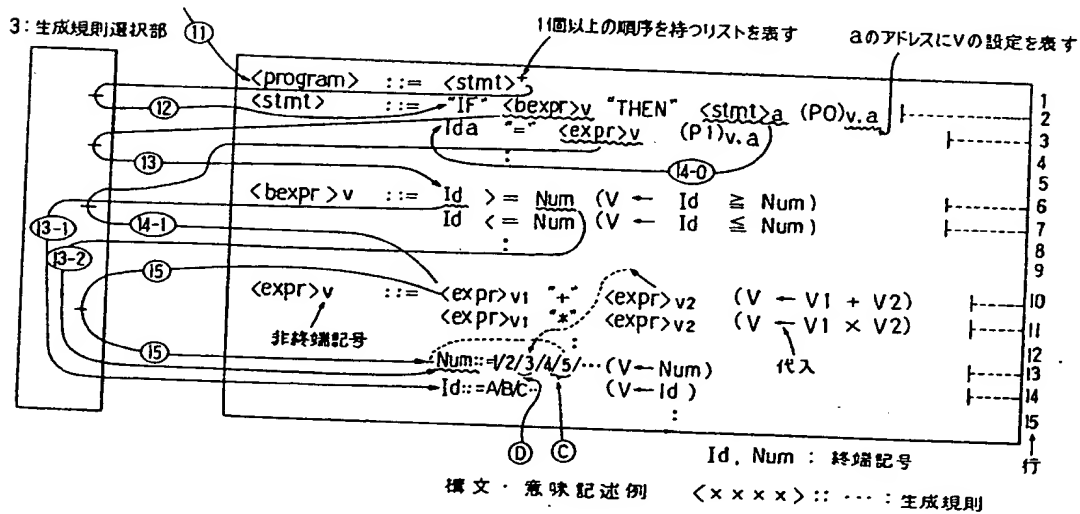 3:生成規則選択部
⑪
1個以上の順序を持つリストを表す
aのアドレスにVの設定を表す
<program> ::= <stmt>+
1
⑫
<stmt> ::= "IF" <bexpr>v "THEN" <stmt>a (PO)v.a
2
Ida "=" <expr>v (P1)v.a
3
⑬
:
14-0
4
5
<bexpr>v ::= Id >= Num (V ← Id ≧ Num)
6
13-1
14-1
Id <= Num (V ← Id ≦ Num)
7
13-2
:
8
9
⑮
<expr>v ::= <expr>v1 "+" <expr>v2 (V ← V1 + V2)
10
<expr>v1 "*" <expr>v2 (V ← V1 × V2)
11
非終端記号
:
代入
12
⑮
Num::=1/2/3/4/5/… (V←Num)
13
Id::=A/B/C… (V←Id)
14
:
15
Ⓓ
Ⓒ
Id, Num : 終端記号
行
構文・意味記述例
<××××>:: … : 生成規則